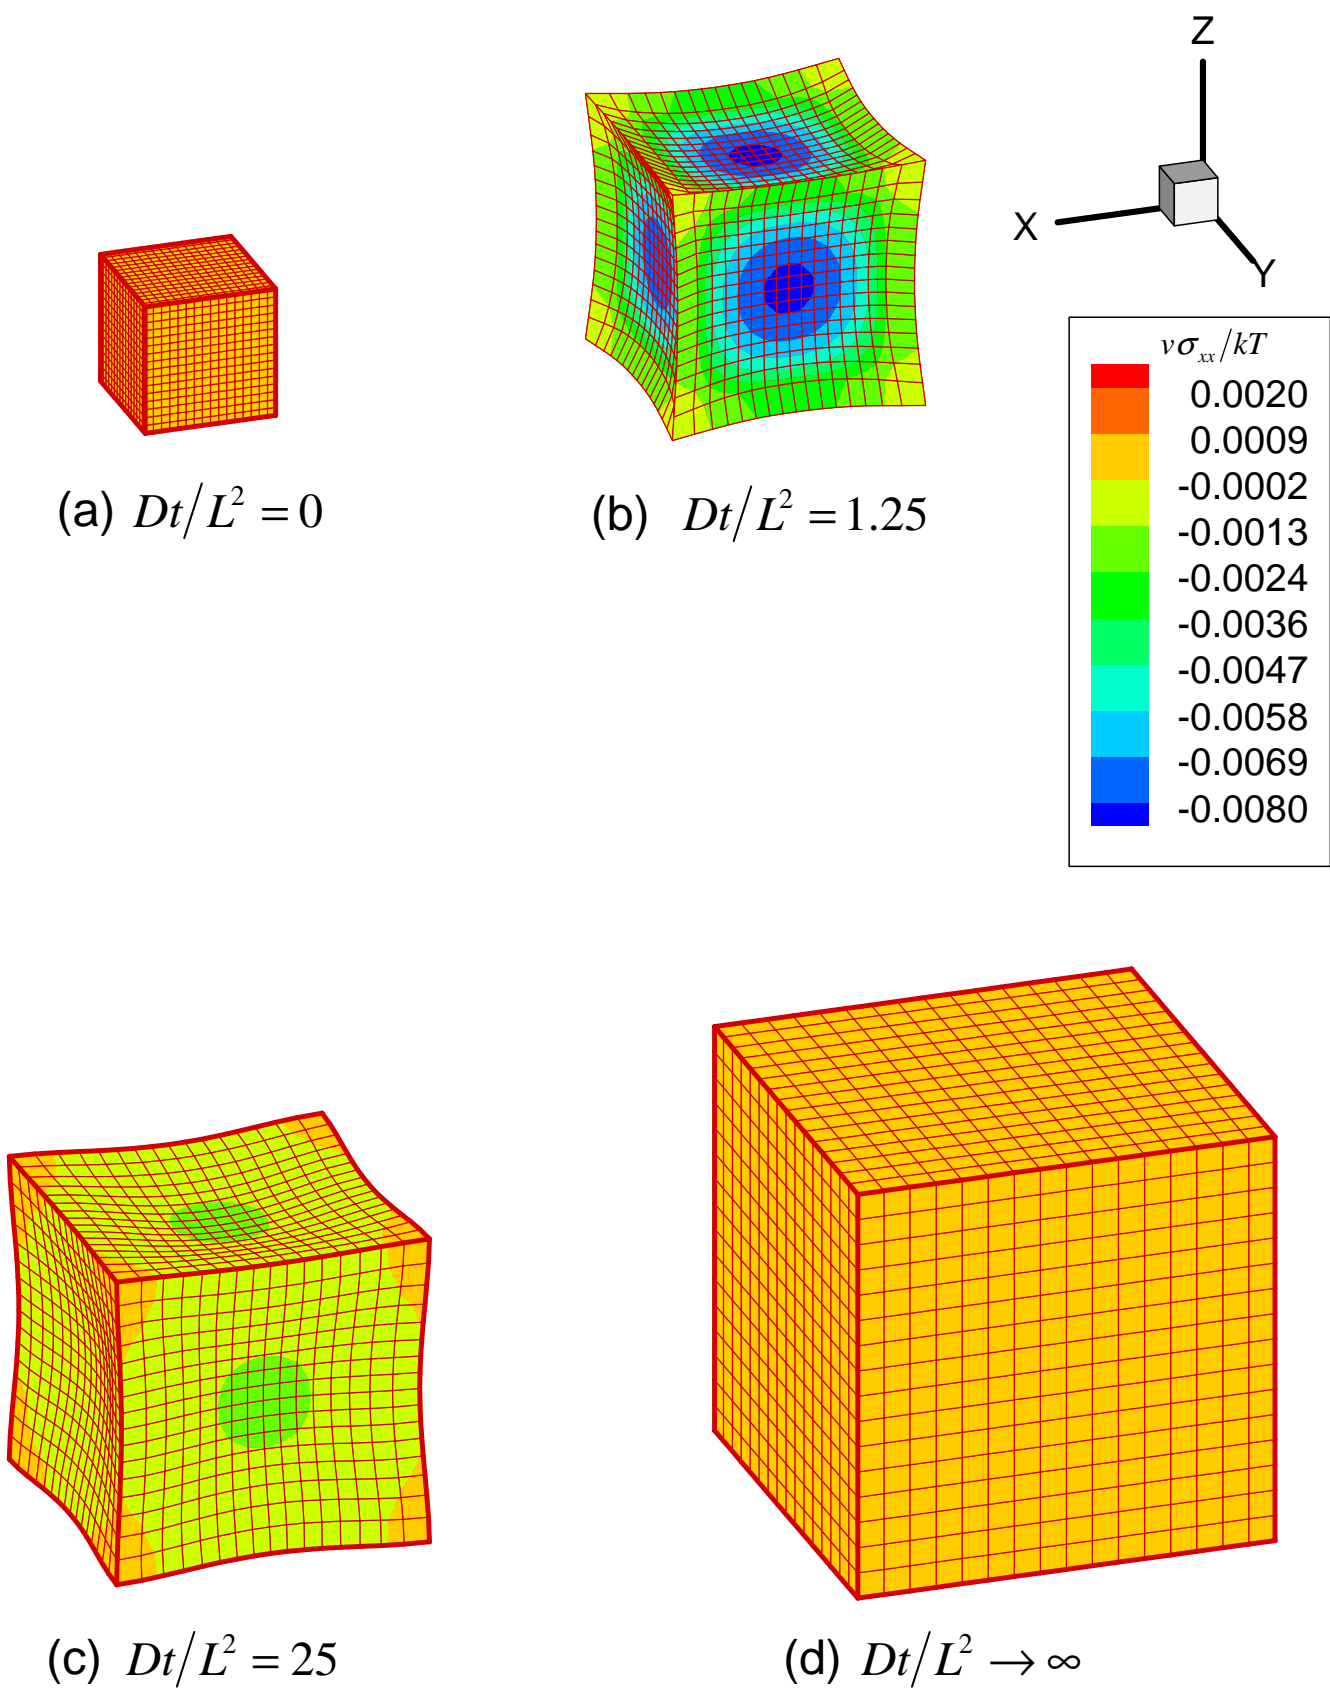 Z
X
Y
(a) Dt/L² = 0
(b) Dt/L² = 1.25
vσ_xx/kT
0.0020
0.0009
-0.0002
-0.0013
-0.0024
-0.0036
-0.0047
-0.0058
-0.0069
-0.0080
(c) Dt/L² = 25
(d) Dt/L² → ∞